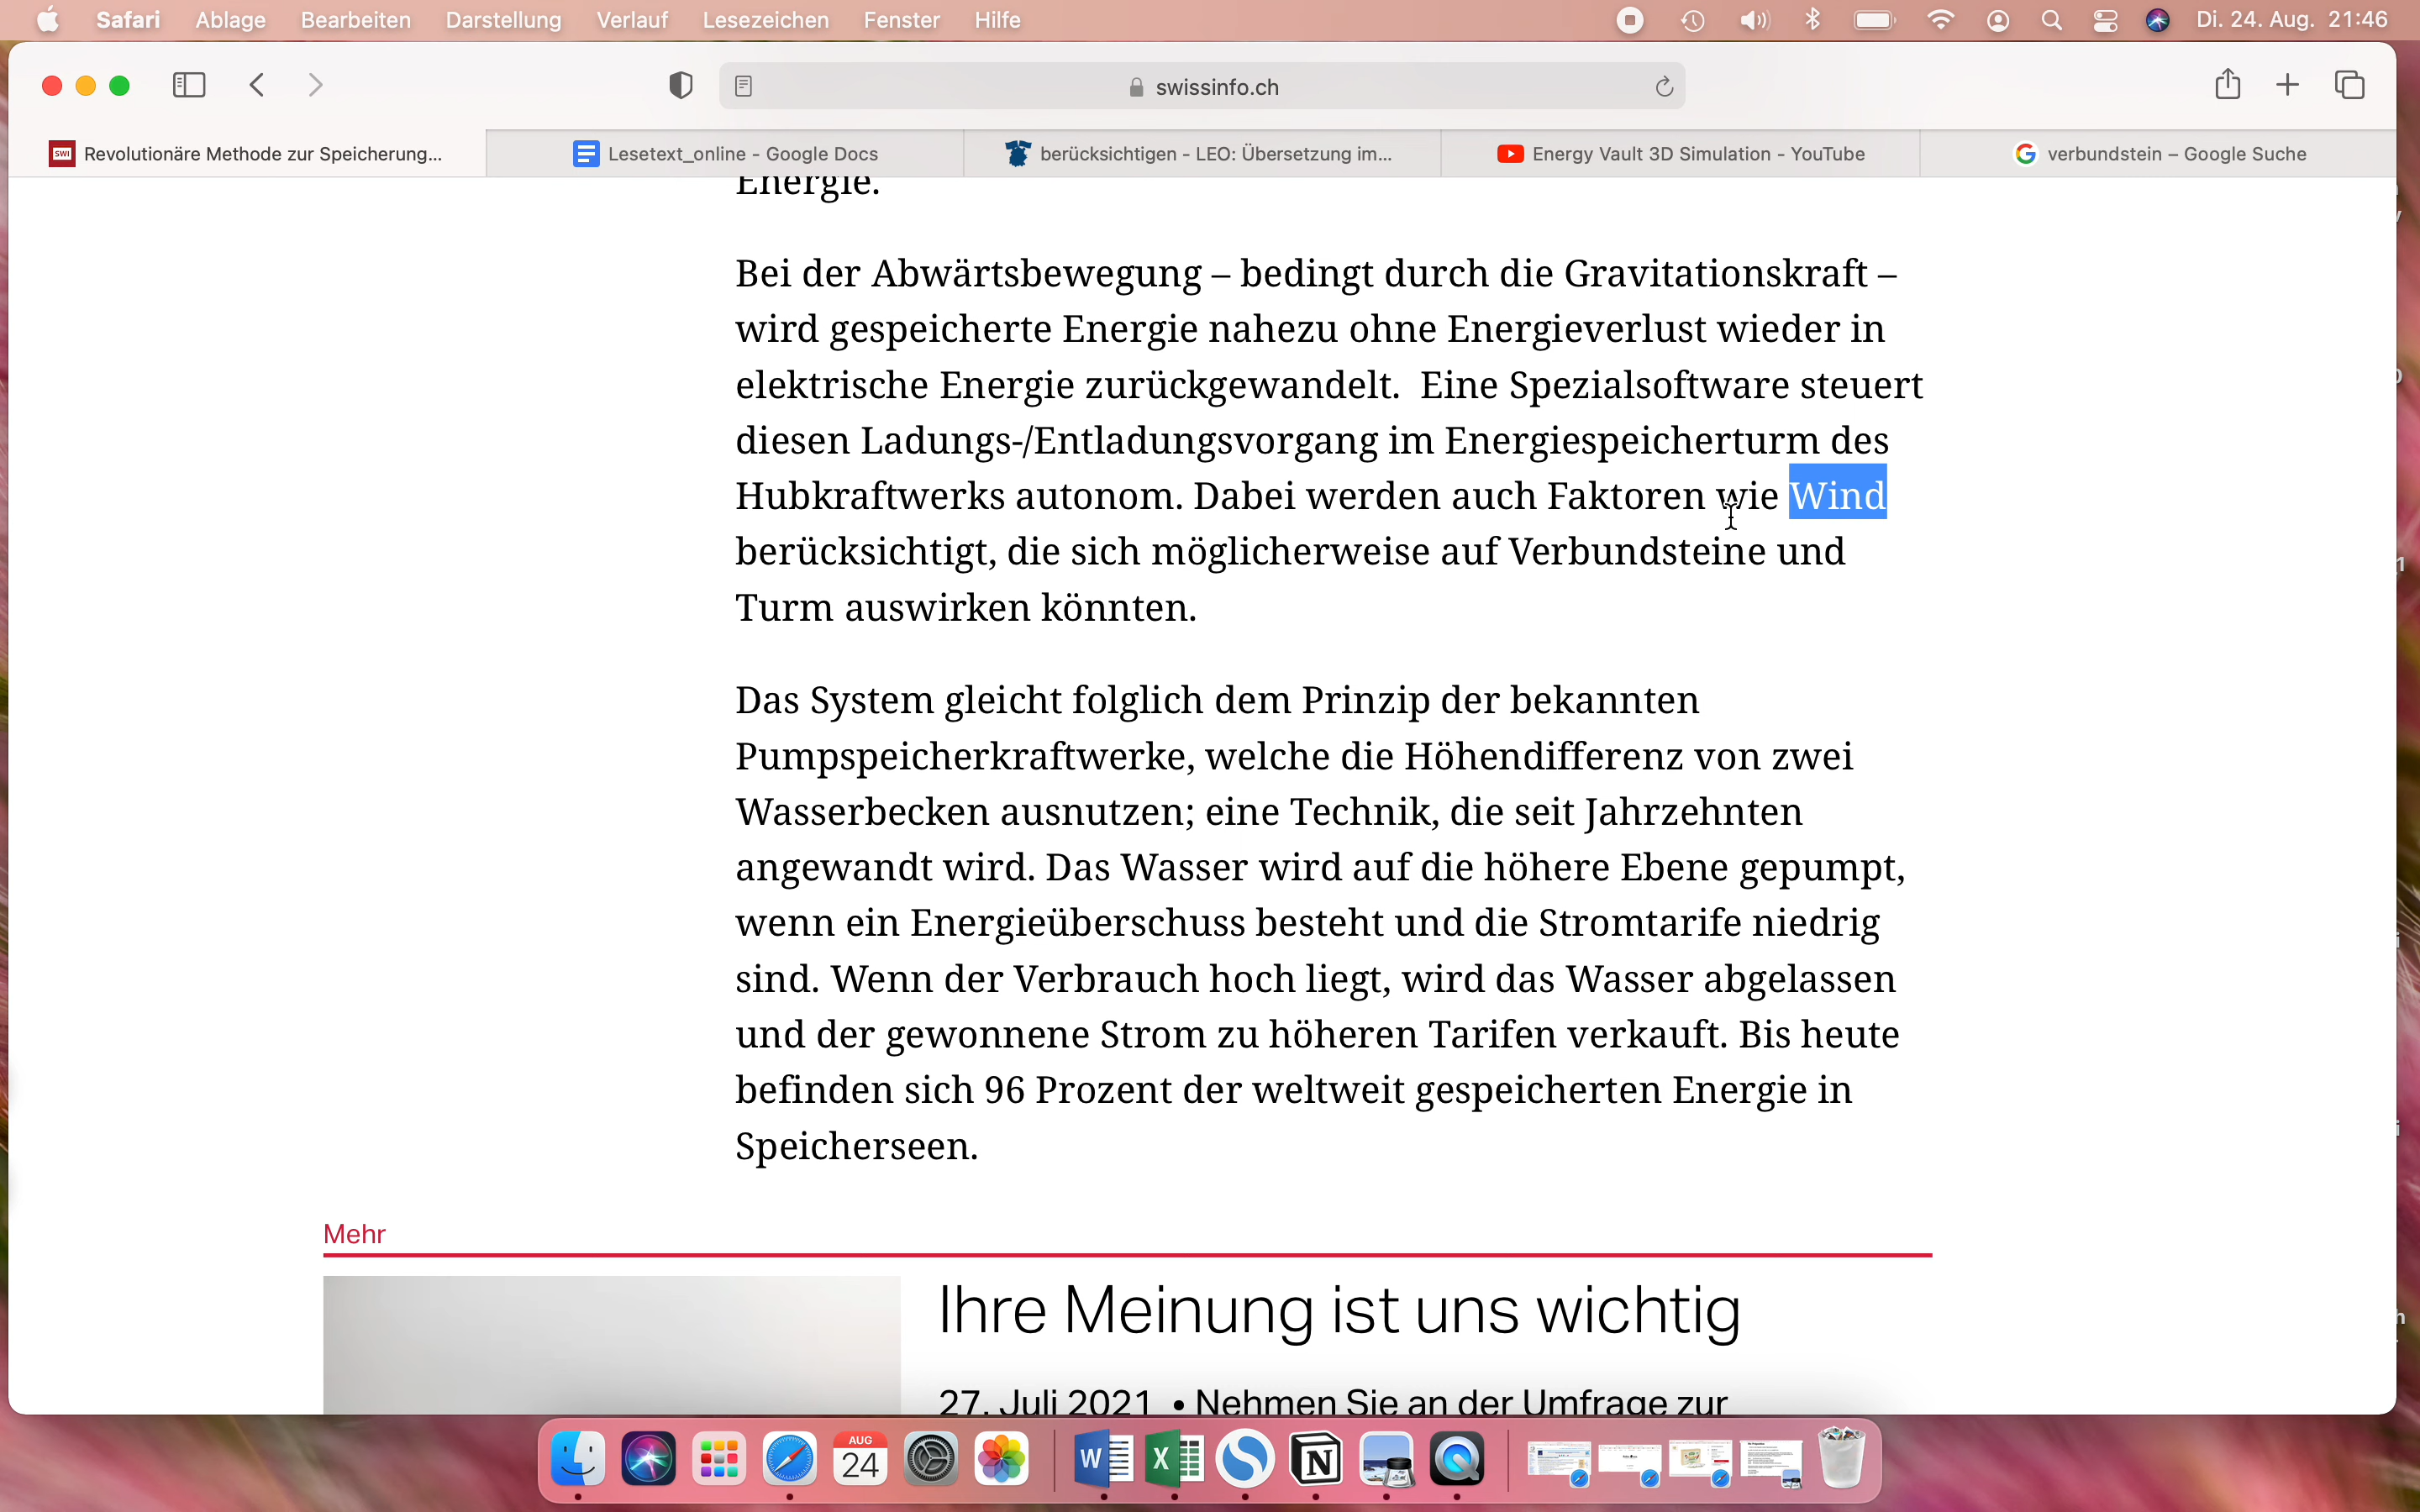 Safari Ablage Bearbeiten Darstellung Verlauf Lesezeichen Fenster Hilfe Di. 24. Aug. 21:46
swissinfo.ch
SWI Revolutionäre Methode zur Speicherung... Lesetext_online - Google Docs berücksichtigen - LEO: Übersetzung im... Energy Vault 3D Simulation - YouTube verbundstein – Google Suche
Energie.
Bei der Abwärtsbewegung – bedingt durch die Gravitationskraft –
wird gespeicherte Energie nahezu ohne Energieverlust wieder in
elektrische Energie zurückgewandelt. Eine Spezialsoftware steuert
diesen Ladungs-/Entladungsvorgang im Energiespeicherturm des
Hubkraftwerks autonom. Dabei werden auch Faktoren wie Wind
berücksichtigt, die sich möglicherweise auf Verbundsteine und
Turm auswirken könnten.
Das System gleicht folglich dem Prinzip der bekannten
Pumpspeicherkraftwerke, welche die Höhendifferenz von zwei
Wasserbecken ausnutzen; eine Technik, die seit Jahrzehnten
angewandt wird. Das Wasser wird auf die höhere Ebene gepumpt,
wenn ein Energieüberschuss besteht und die Stromtarife niedrig
sind. Wenn der Verbrauch hoch liegt, wird das Wasser abgelassen
und der gewonnene Strom zu höheren Tarifen verkauft. Bis heute
befinden sich 96 Prozent der weltweit gespeicherten Energie in
Speicherseen.
Mehr
Ihre Meinung ist uns wichtig
27. Juli 2021 • Nehmen Sie an der Umfrage zur
AUG
24